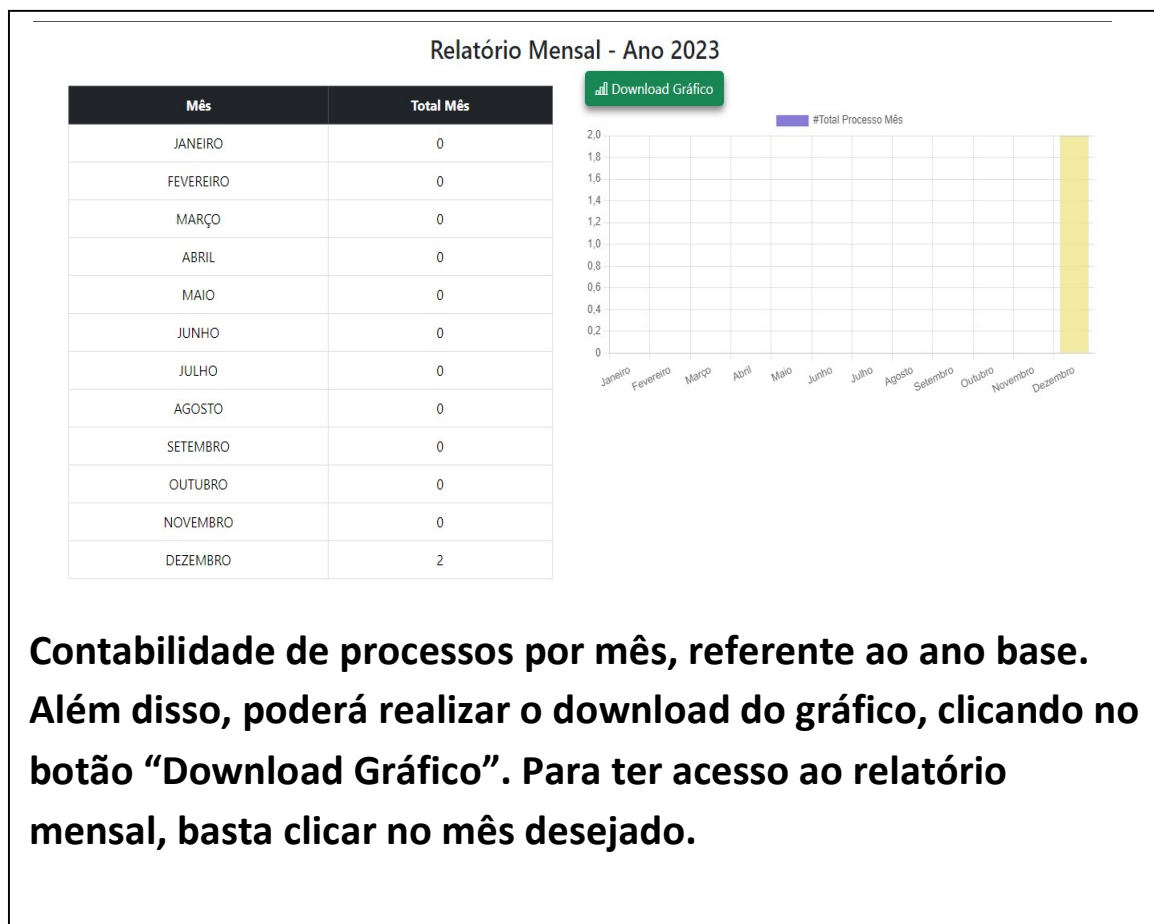 Relatório Mensal - Ano 2023
Mês Total Mês
JANEIRO 0
FEVEREIRO 0
MARÇO 0
ABRIL 0
MAIO 0
JUNHO 0
JULHO 0
AGOSTO 0
SETEMBRO 0
OUTUBRO 0
NOVEMBRO 0
DEZEMBRO 2
Download Gráfico
#Total Processo Mês
2,0
1,8
1,6
1,4
1,2
1,0
0,8
0,6
0,4
0,2
0
Janeiro Fevereiro Março Abril Maio Junho Julho Agosto Setembro Outubro Novembro Dezembro
Contabilidade de processos por mês, referente ao ano base.
Além disso, poderá realizar o download do gráfico, clicando no
botão “Download Gráfico”. Para ter acesso ao relatório
mensal, basta clicar no mês desejado.